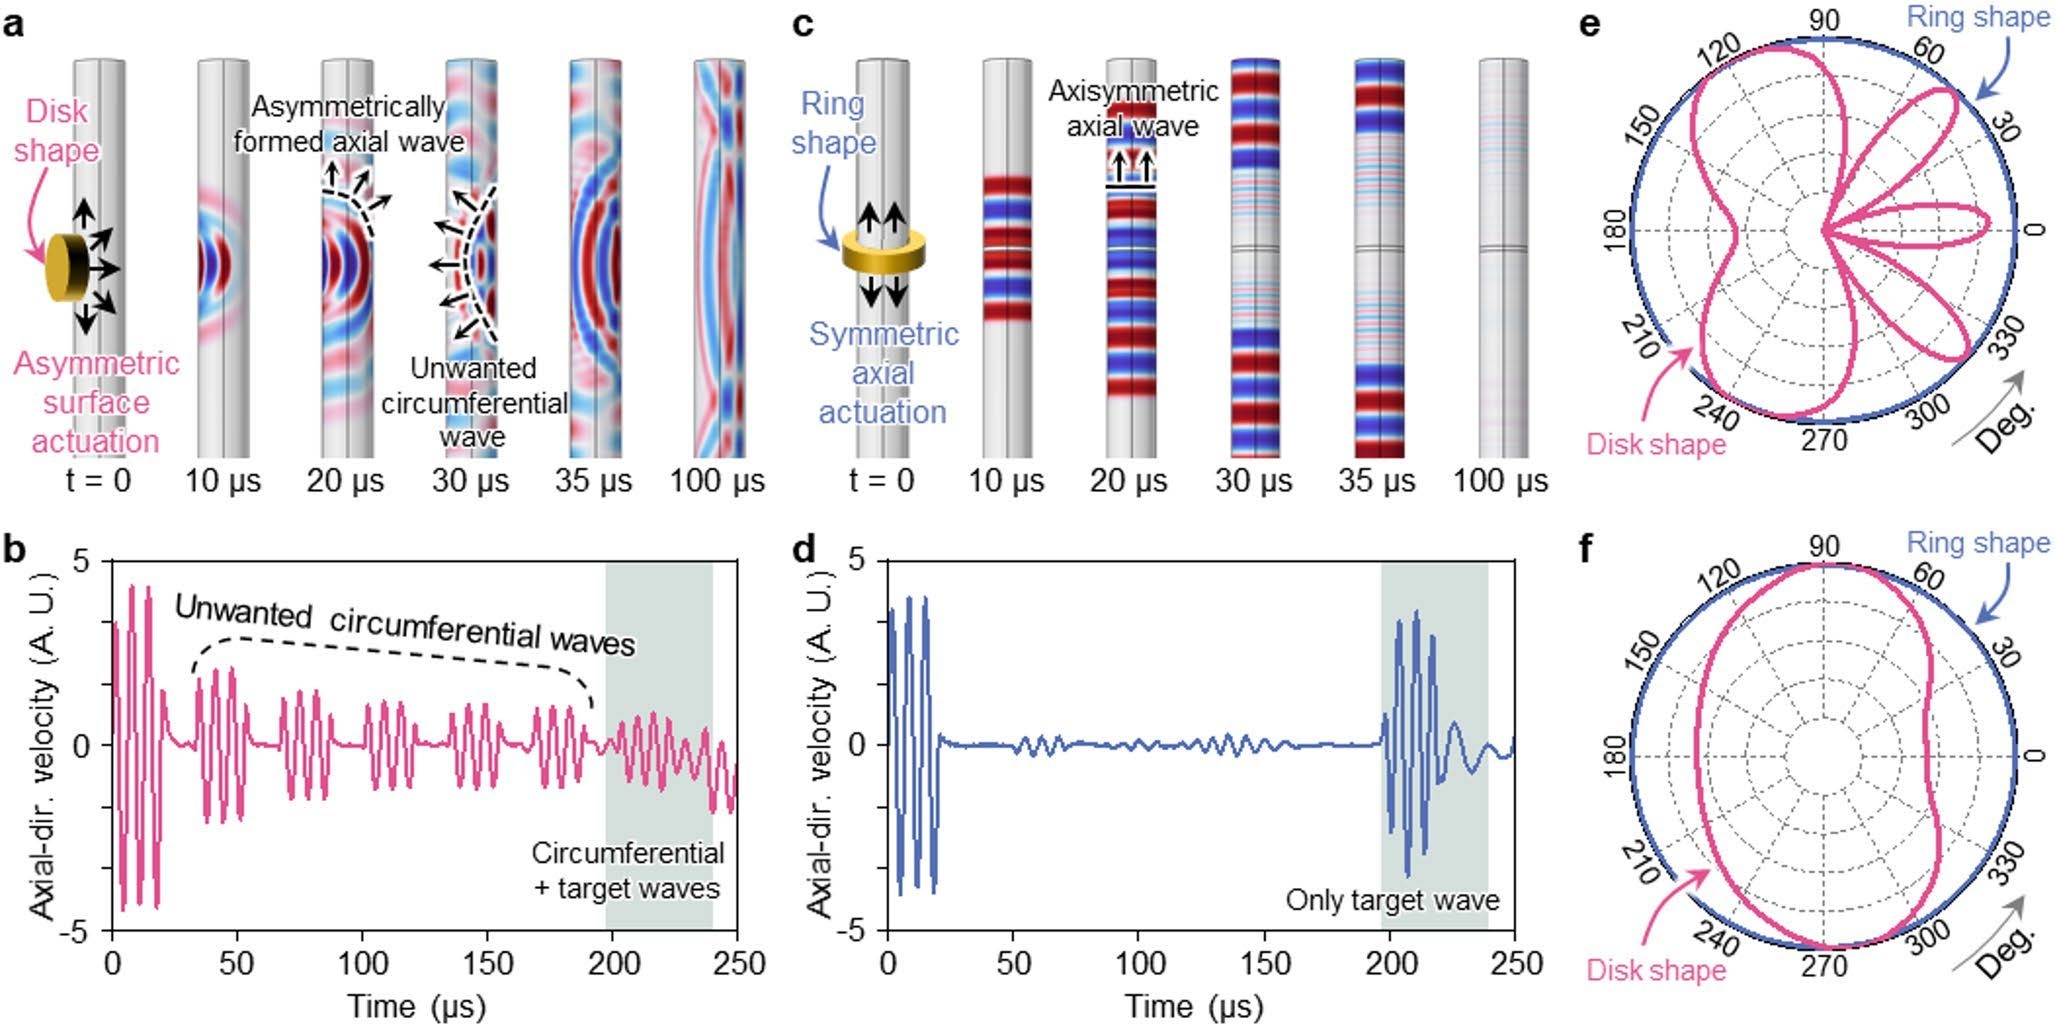 a
Disk
shape
Asymmetrically
formed axial wave
Unwanted
circumferential
wave
Asymmetric
surface
actuation
t = 0
10 µs
20 µs
30 µs
35 µs
100 µs
c
Ring
shape
Axisymmetric
axial wave
Symmetric
axial
actuation
t = 0
10 µs
20 µs
30 µs
35 µs
100 µs
e
Ring shape
90
120
60
150
30
180
0
210
330
240
300
270
Disk shape
Deg.
b
Axial-dir. velocity (A. U.)
5
0
-5
Unwanted circumferential waves
Circumferential
+ target waves
0
50
100
150
200
250
Time (µs)
d
Axial-dir. velocity (A. U.)
5
0
-5
Only target wave
0
50
100
150
200
250
Time (µs)
f
Ring shape
90
120
60
150
30
180
0
210
330
240
300
270
Disk shape
Deg.